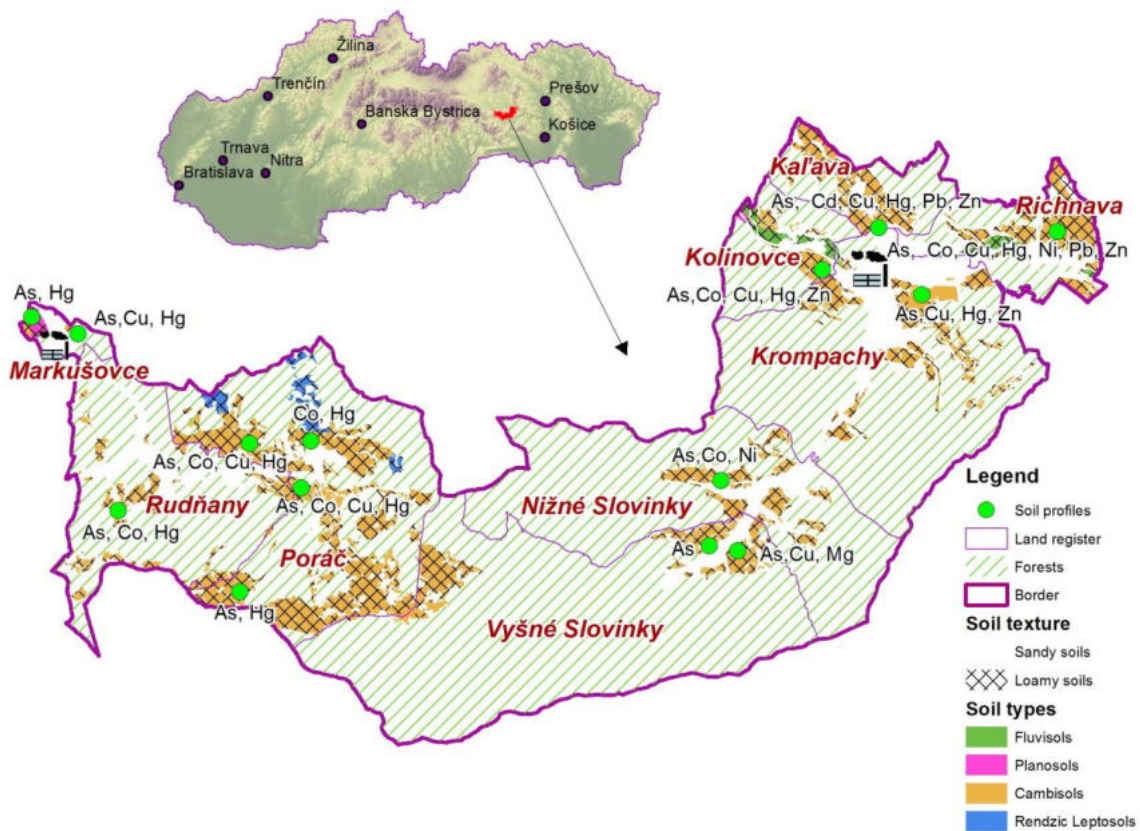 Žilina
Trenčín
Prešov
Banská Bystrica
Košice
Trnava
Nitra
Bratislava
Kaľava
As, Cd, Cu, Hg, Pb, Zn
Richnava
Kolinovce
As, Co, Cu, Hg, Ni, Pb, Zn
As,Co, Cu, Hg, Zn
As,Cu, Hg, Zn
Krompachy
As, Hg
As,Cu, Hg
Markušovce
Co, Hg
As, Co, Cu, Hg
As,Co, Ni
Rudňany
As, Co, Cu, Hg
Nižné Slovinky
As, Co, Hg
Poráč
As
As,Cu, Mg
As, Hg
Vyšné Slovinky
Legend
Soil profiles
Land register
Forests
Border
Soil texture
Sandy soils
Loamy soils
Soil types
Fluvisols
Planosols
Cambisols
Rendzic Leptosols